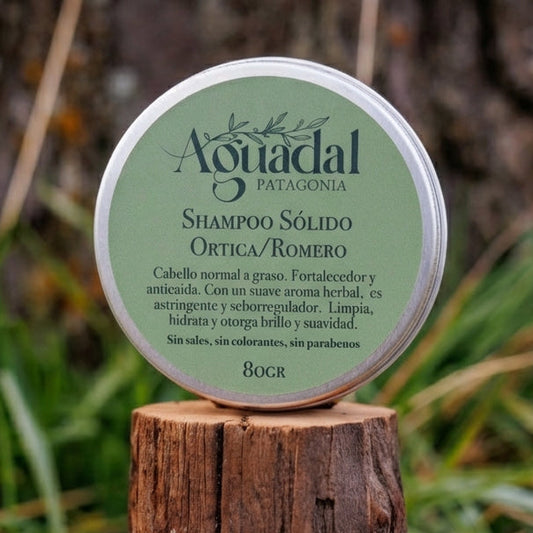 Aguadal
PATAGONIA
SHAMPOO SÓLIDO
ORTICA/ROMERO
Cabello normal a graso. Fortalecedor y
anticaida. Con un suave aroma herbal, es
astringente y seborregulador. Limpia,
hidrata y otorga brillo y suavidad.
Sin sales, sin colorantes, sin parabenos
80GR